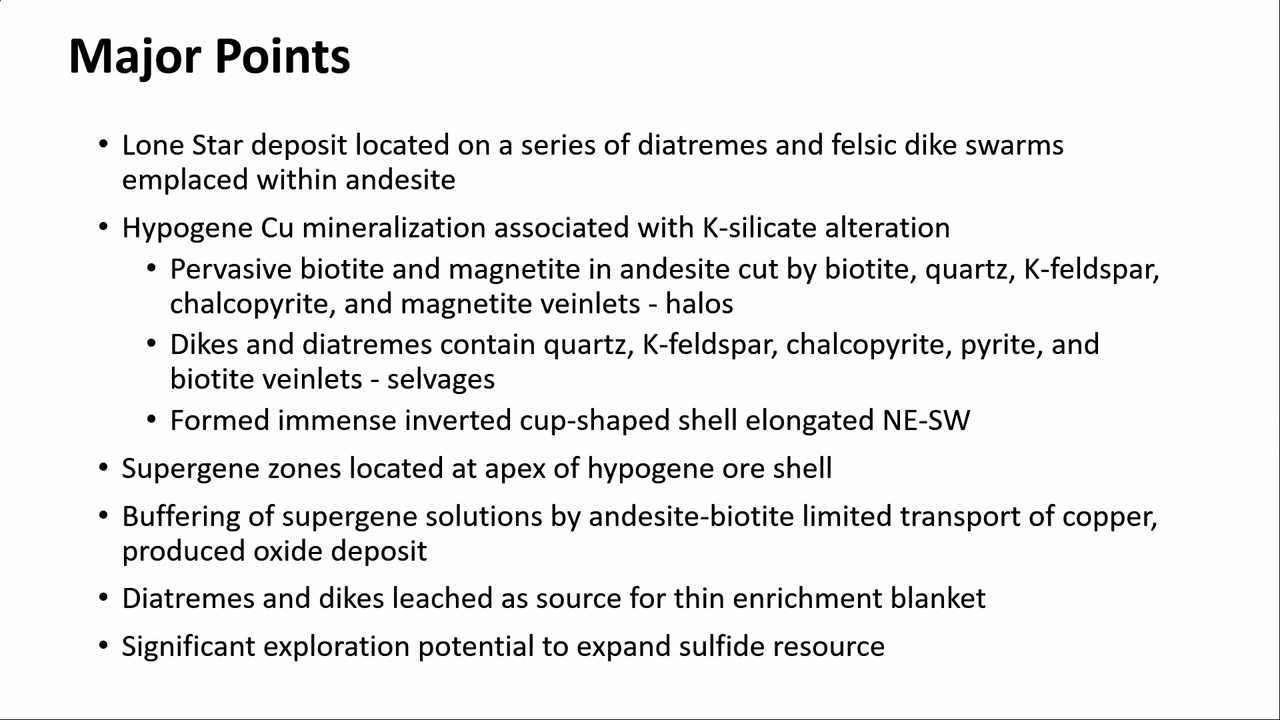 Major Points
• Lone Star deposit located on a series of diatremes and felsic dike swarms
emplaced within andesite
• Hypogene Cu mineralization associated with K-silicate alteration
• Pervasive biotite and magnetite in andesite cut by biotite, quartz, K-feldspar,
chalcopyrite, and magnetite veinlets - halos
• Dikes and diatremes contain quartz, K-feldspar, chalcopyrite, pyrite, and
biotite veinlets - selvages
• Formed immense inverted cup-shaped shell elongated NE-SW
• Supergene zones located at apex of hypogene ore shell
• Buffering of supergene solutions by andesite-biotite limited transport of copper,
produced oxide deposit
• Diatremes and dikes leached as source for thin enrichment blanket
• Significant exploration potential to expand sulfide resource